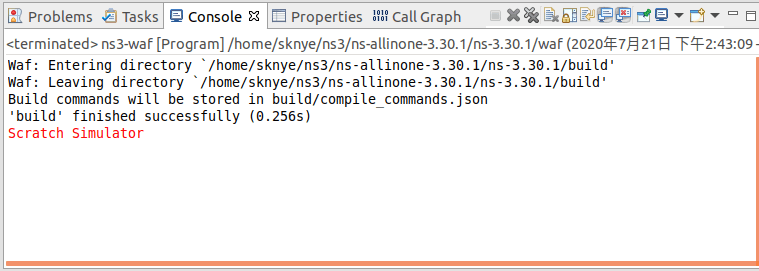 Problems Tasks Console Properties Call Graph
<terminated> ns3-waf [Program] /home/sknye/ns3/ns-allinone-3.30.1/ns-3.30.1/waf (2020年7月21日 下午2:43:09 –
Waf: Entering directory `/home/sknye/ns3/ns-allinone-3.30.1/ns-3.30.1/build'
Waf: Leaving directory `/home/sknye/ns3/ns-allinone-3.30.1/ns-3.30.1/build'
Build commands will be stored in build/compile_commands.json
'build' finished successfully (0.256s)
Scratch Simulator